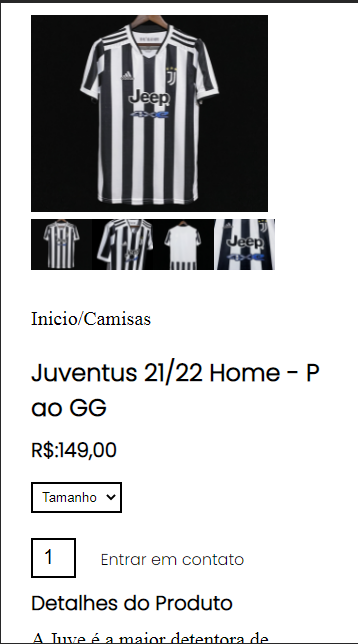 Jeep
Jeep
Inicio/Camisas
Juventus 21/22 Home - P
ao GG
R$:149,00
Tamanho
1
Entrar em contato
Detalhes do Produto
A Juve é a maior detentora de